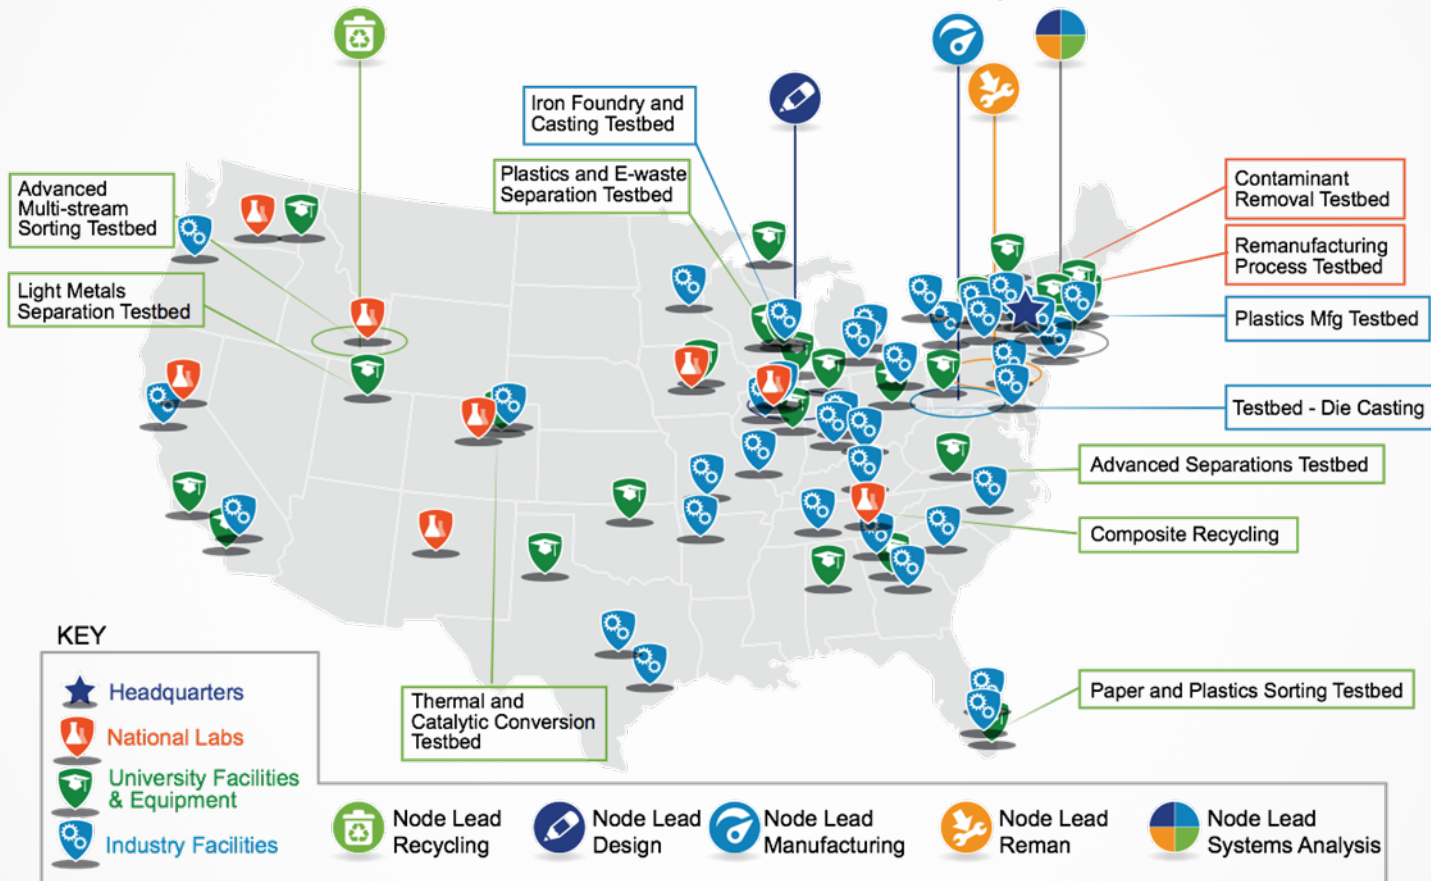 Iron Foundry and
Casting Testbed
Plastics and E-waste
Separation Testbed
Advanced
Multi-stream
Sorting Testbed
Light Metals
Separation Testbed
Contaminant
Removal Testbed
Remanufacturing
Process Testbed
Plastics Mfg Testbed
Testbed - Die Casting
Advanced Separations Testbed
Composite Recycling
Paper and Plastics Sorting Testbed
Thermal and
Catalytic Conversion
Testbed
KEY
Headquarters
National Labs
University Facilities
& Equipment
Industry Facilities
Node Lead
Recycling
Node Lead
Design
Node Lead
Manufacturing
Node Lead
Reman
Node Lead
Systems Analysis